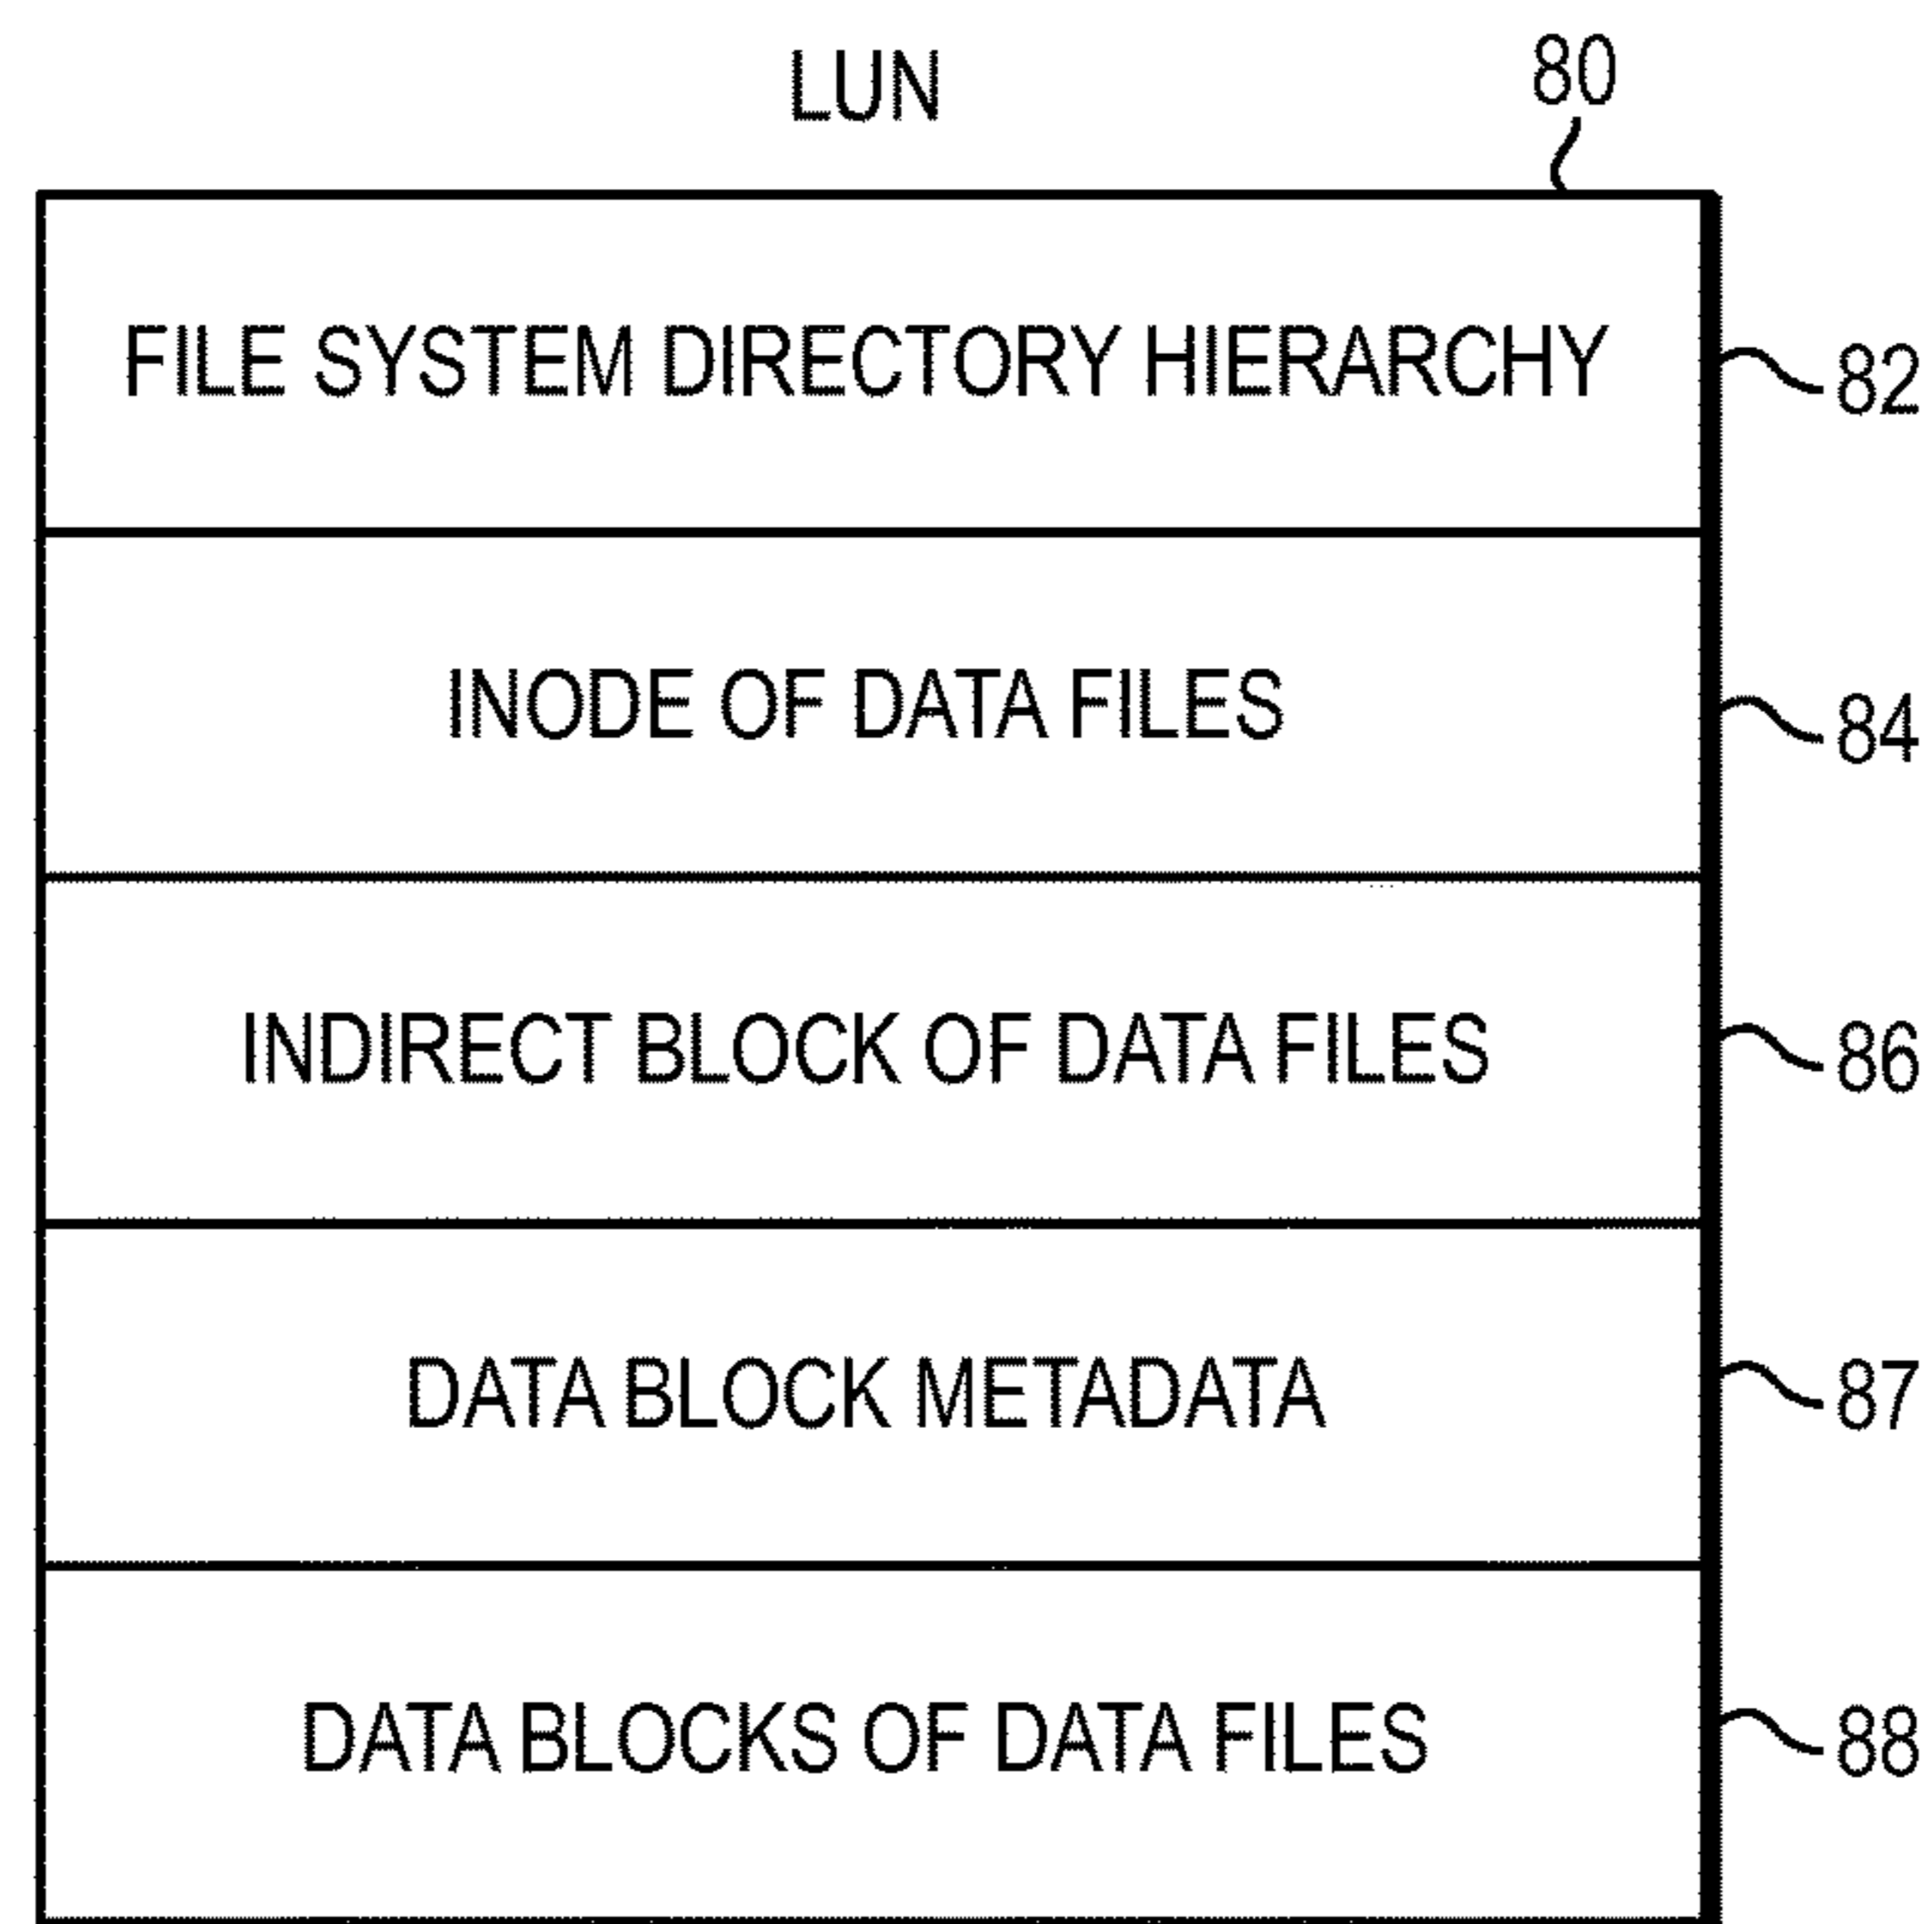 LUN
80
FILE SYSTEM DIRECTORY HIERARCHY
82
INODE OF DATA FILES
84
INDIRECT BLOCK OF DATA FILES
86
DATA BLOCK METADATA
87
DATA BLOCKS OF DATA FILES
88